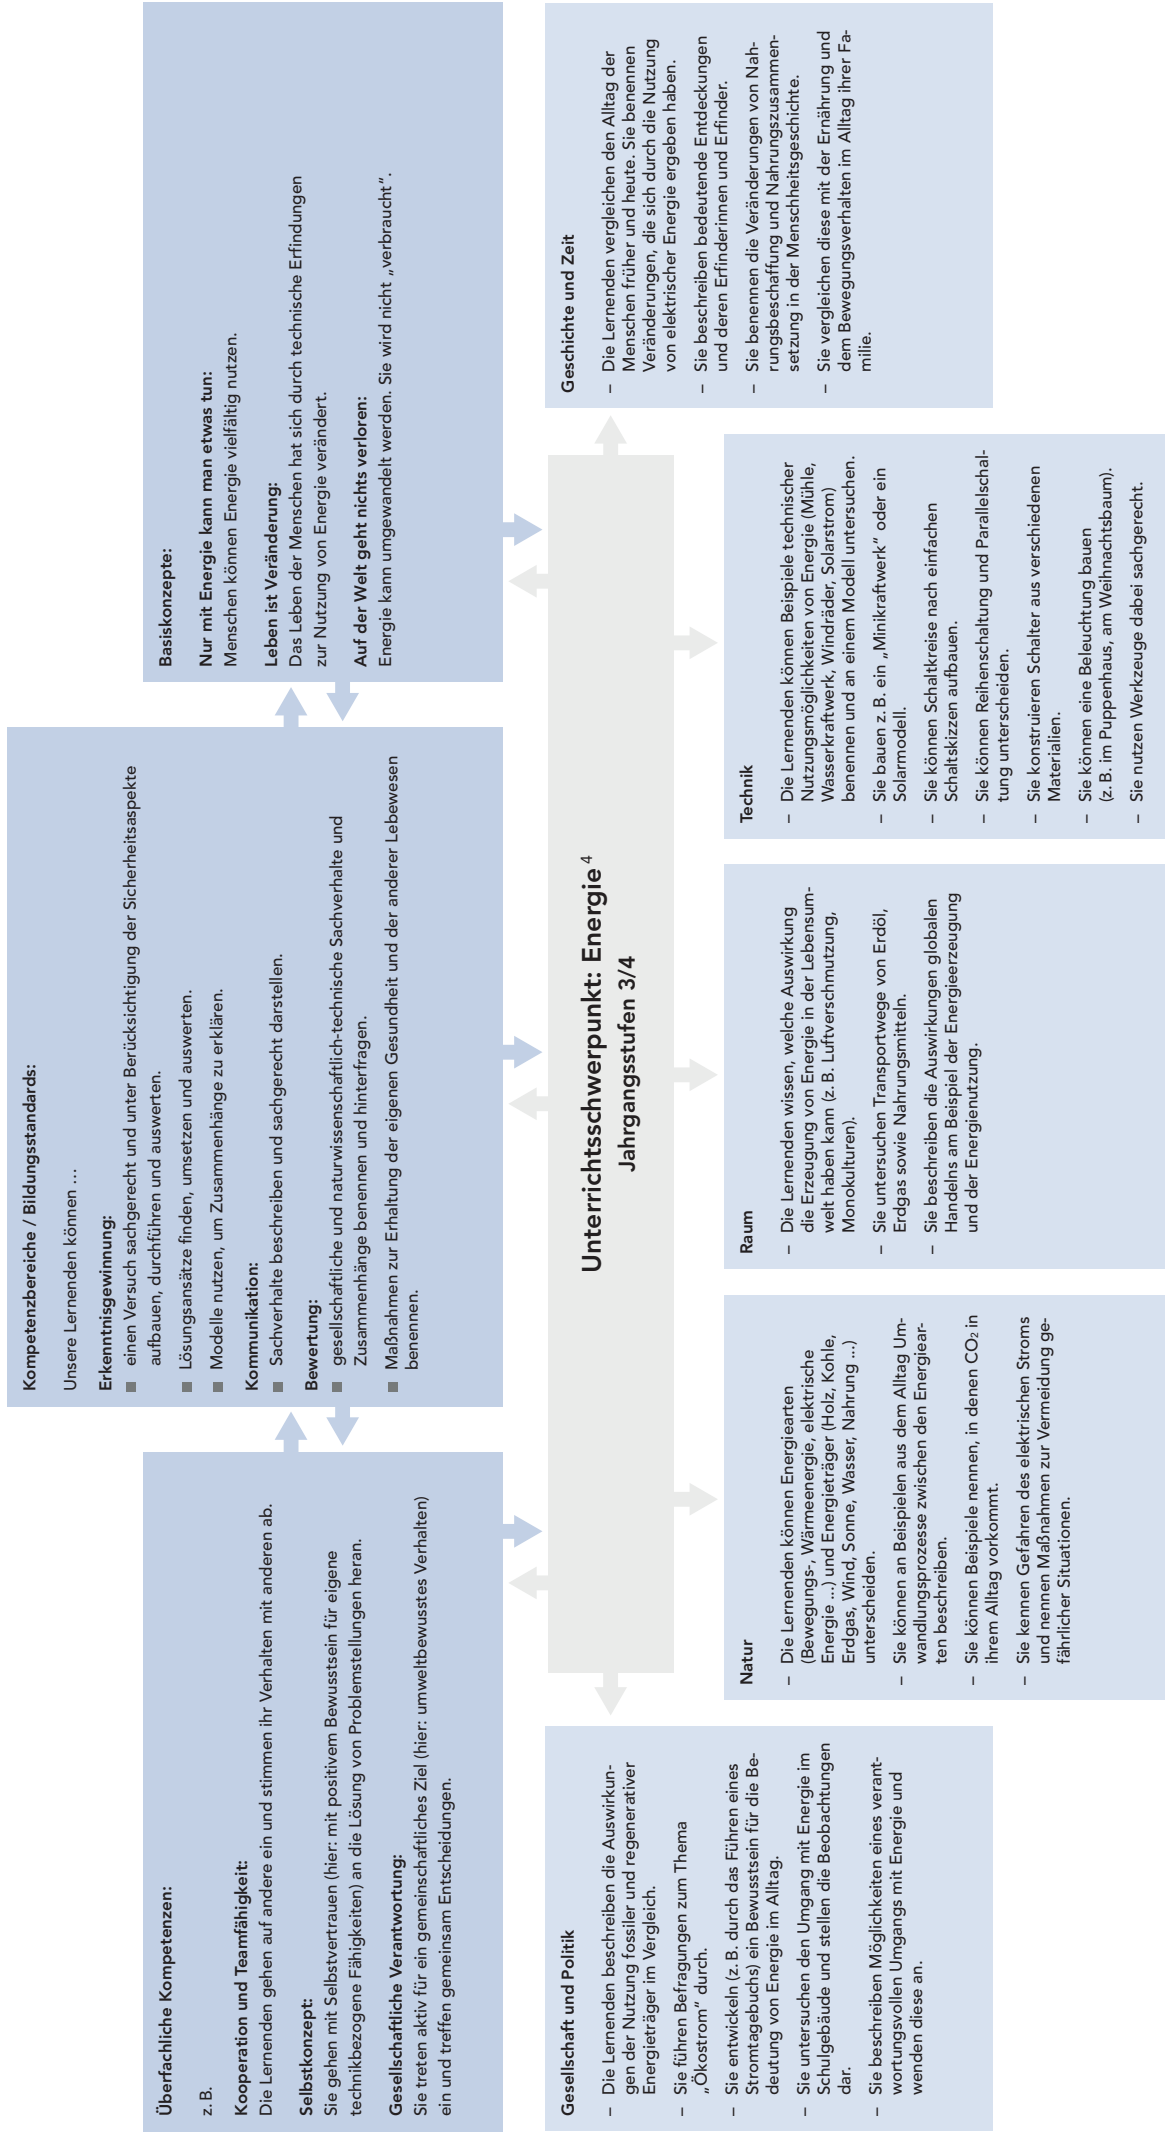 Überfachliche Kompetenzen:
z. B.
Kooperation und Teamfähigkeit:
Die Lernenden gehen auf andere ein und stimmen ihr Verhalten mit anderen ab.
Selbstkonzept:
Sie gehen mit Selbstvertrauen (hier: mit positivem Bewusstsein für eigene
technikbezogene Fähigkeiten) an die Lösung von Problemstellungen heran.
Gesellschaftliche Verantwortung:
Sie treten aktiv für ein gemeinschaftliches Ziel (hier: umweltbewusstes Verhalten)
ein und treffen gemeinsam Entscheidungen.
Kompetenzbereiche / Bildungsstandards:
Unsere Lernenden können …
Erkenntnisgewinnung:
■ einen Versuch sachgerecht und unter Berücksichtigung der Sicherheitsaspekte
aufbauen, durchführen und auswerten.
■ Lösungsansätze finden, umsetzen und auswerten.
■ Modelle nutzen, um Zusammenhänge zu erklären.
Kommunikation:
■ Sachverhalte beschreiben und sachgerecht darstellen.
Bewertung:
■ gesellschaftliche und naturwissenschaftlich-technische Sachverhalte und
Zusammenhänge benennen und hinterfragen.
■ Maßnahmen zur Erhaltung der eigenen Gesundheit und der anderer Lebewesen
benennen.
Basiskonzepte:
Nur mit Energie kann man etwas tun:
Menschen können Energie vielfältig nutzen.
Leben ist Veränderung:
Das Leben der Menschen hat sich durch technische Erfindungen
zur Nutzung von Energie verändert.
Auf der Welt geht nichts verloren:
Energie kann umgewandelt werden. Sie wird nicht „verbraucht“.
Unterrichtsschwerpunkt: Energie⁴
Jahrgangsstufen 3/4
Gesellschaft und Politik
– Die Lernenden beschreiben die Auswirkun-
gen der Nutzung fossiler und regenerativer
Energieträger im Vergleich.
– Sie führen Befragungen zum Thema
„Ökostrom“ durch.
– Sie entwickeln (z. B. durch das Führen eines
Stromtagebuchs) ein Bewusstsein für die Be-
deutung von Energie im Alltag.
– Sie untersuchen den Umgang mit Energie im
Schulgebäude und stellen die Beobachtungen
dar.
– Sie beschreiben Möglichkeiten eines verant-
wortungsvollen Umgangs mit Energie und
wenden diese an.
Natur
– Die Lernenden können Energiearten
(Bewegungs-, Wärmeenergie, elektrische
Energie ...) und Energieträger (Holz, Kohle,
Erdgas, Wind, Sonne, Wasser, Nahrung ...)
unterscheiden.
– Sie können an Beispielen aus dem Alltag Um-
wandlungsprozesse zwischen den Energiear-
ten beschreiben.
– Sie können Beispiele nennen, in denen CO₂ in
ihrem Alltag vorkommt.
– Sie kennen Gefahren des elektrischen Stroms
und nennen Maßnahmen zur Vermeidung ge-
fährlicher Situationen.
Raum
– Die Lernenden wissen, welche Auswirkung
die Erzeugung von Energie in der Lebensum-
welt haben kann (z. B. Luftverschmutzung,
Monokulturen).
– Sie untersuchen Transportwege von Erdöl,
Erdgas sowie Nahrungsmitteln.
– Sie beschreiben die Auswirkungen globalen
Handelns am Beispiel der Energieerzeugung
und der Energienutzung.
Technik
– Die Lernenden können Beispiele technischer
Nutzungsmöglichkeiten von Energie (Mühle,
Wasserkraftwerk, Windräder, Solarstrom)
benennen und an einem Modell untersuchen.
– Sie bauen z. B. ein „Minikraftwerk“ oder ein
Solarmodell.
– Sie können Schaltkreise nach einfachen
Schaltskizzen aufbauen.
– Sie können Reihenschaltung und Parallelschal-
tung unterscheiden.
– Sie konstruieren Schalter aus verschiedenen
Materialien.
– Sie können eine Beleuchtung bauen
(z. B. im Puppenhaus, am Weihnachtsbaum).
– Sie nutzen Werkzeuge dabei sachgerecht.
Geschichte und Zeit
– Die Lernenden vergleichen den Alltag der
Menschen früher und heute. Sie benennen
Veränderungen, die sich durch die Nutzung
von elektrischer Energie ergeben haben.
– Sie beschreiben bedeutende Entdeckungen
und deren Erfinderinnen und Erfinder.
– Sie benennen die Veränderungen von Nah-
rungsbeschaffung und Nahrungszusammen-
setzung in der Menschheitsgeschichte.
– Sie vergleichen diese mit der Ernährung und
dem Bewegungsverhalten im Alltag ihrer Fa-
milie.